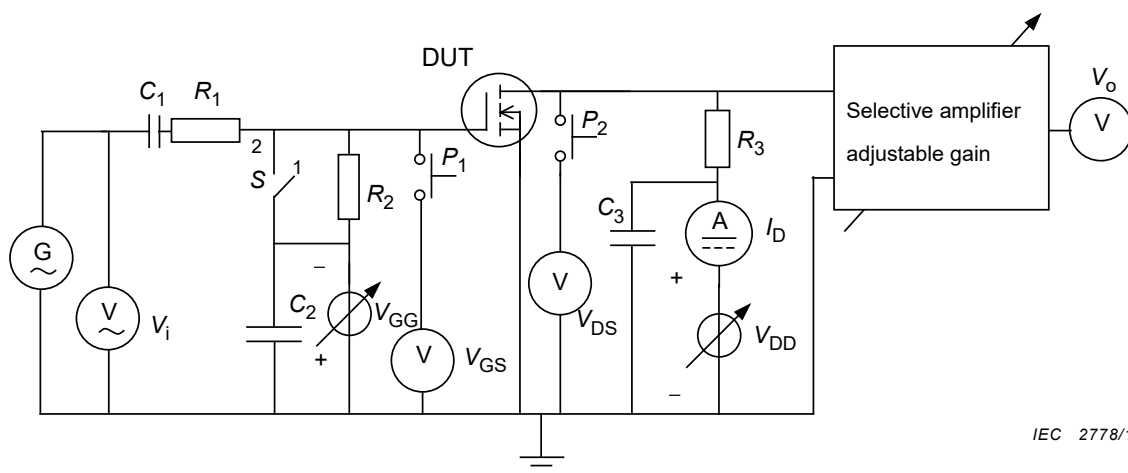 DUT
C1
R1
2
S
1
R2
P1
P2
R3
Selective amplifier
adjustable gain
Vo
V
G
~
V
~
Vi
C2
–
+
VGG
V
VGS
V
VDS
C3
A
ID
+
–
VDD
IEC 2778/